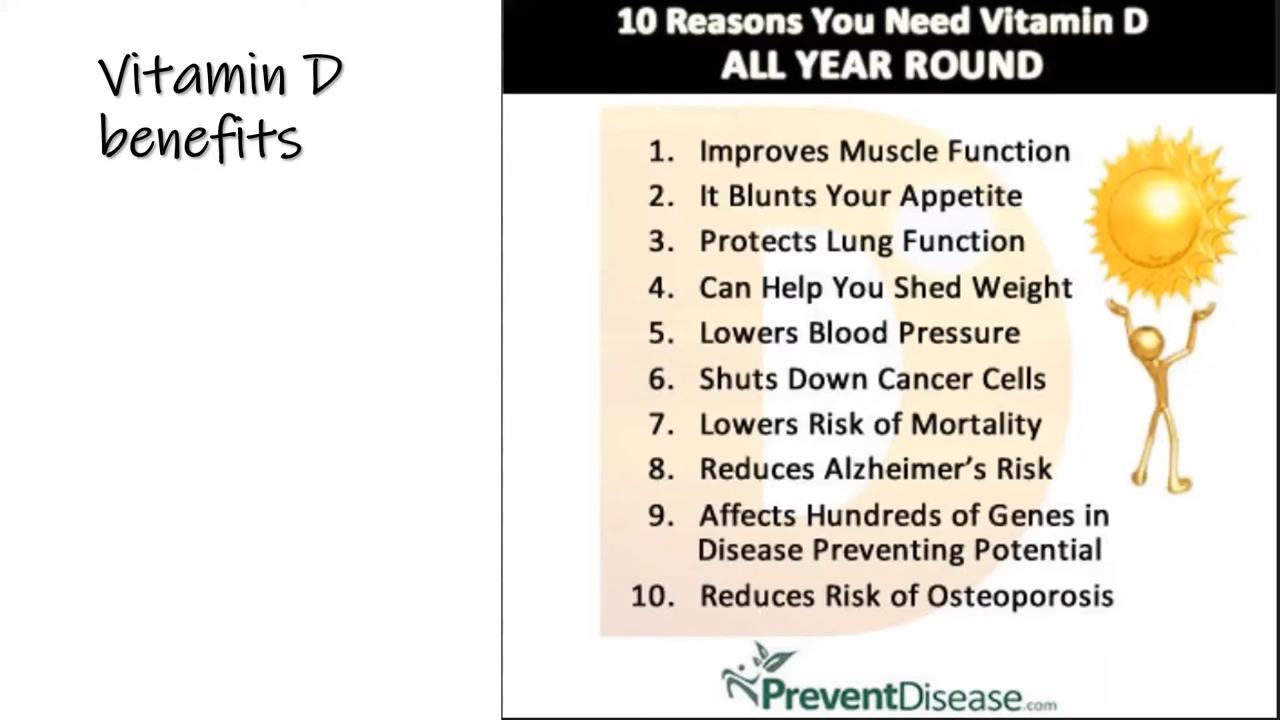 Vitamin D
benefits
10 Reasons You Need Vitamin D
ALL YEAR ROUND
1. Improves Muscle Function
2. It Blunts Your Appetite
3. Protects Lung Function
4. Can Help You Shed Weight
5. Lowers Blood Pressure
6. Shuts Down Cancer Cells
7. Lowers Risk of Mortality
8. Reduces Alzheimer's Risk
9. Affects Hundreds of Genes in
Disease Preventing Potential
10. Reduces Risk of Osteoporosis
PreventDisease.com